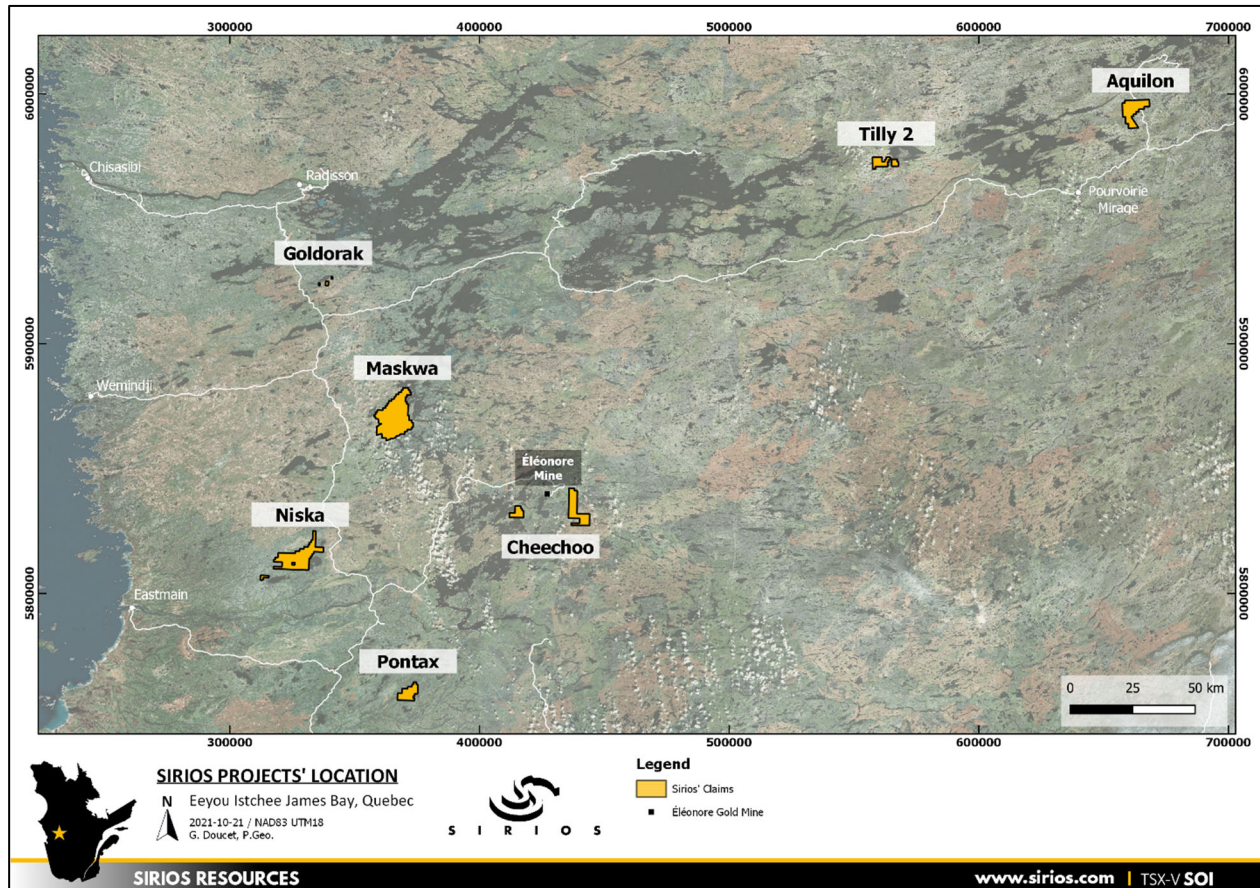 300000 400000 500000 600000 700000
6000000
6000000
Aquilon
Tilly 2
Chisasibi
Radisson
Pourvoirie
Mirage
Goldorak
5900000
5900000
Maskwa
Wemindji
Éléonore
Mine
Niska
Cheechoo
5800000
5800000
Eastmain
Pontax
0 25 50 km
300000 400000 500000 600000 700000
SIRIOS PROJECTS' LOCATION
N
Eeyou Istchee James Bay, Quebec
2021-10-21 / NAD83 UTM18
G. Doucet, P.Geo.
SIRIOS
Legend
Sirios' Claims
Éléonore Gold Mine
SIRIOS RESOURCES
www.sirios.com | TSX-V SOI